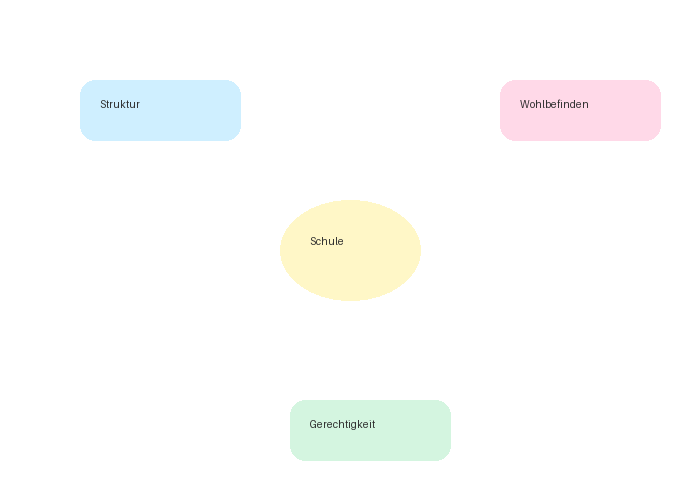 Struktur
Wohlbefinden
Schule
Gerechtigkeit